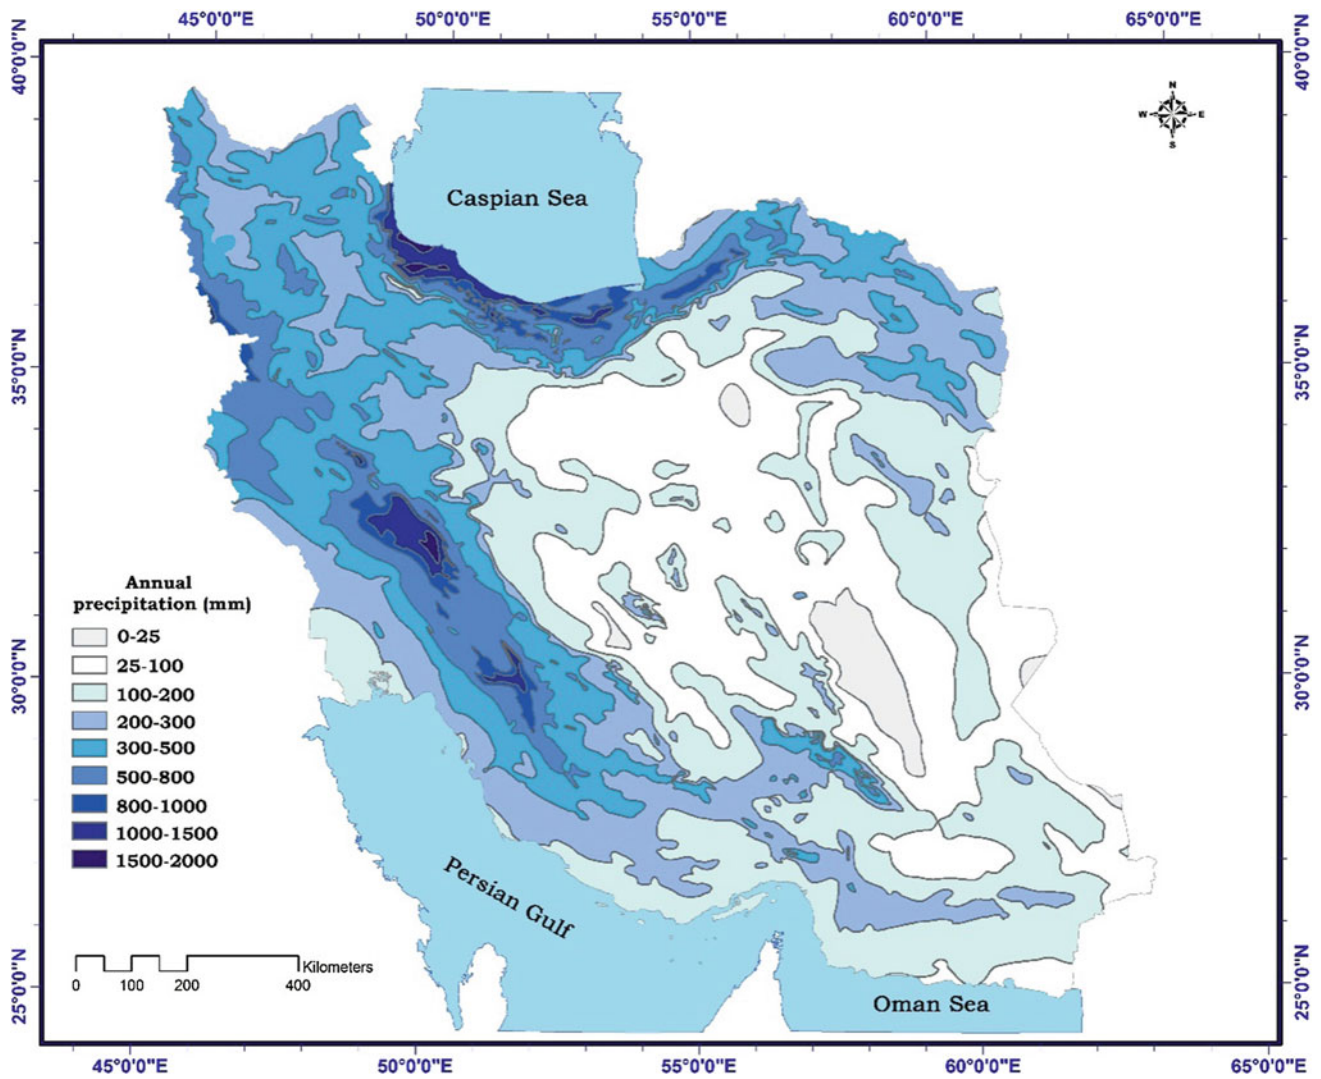 45°0'0"E 50°0'0"E 55°0'0"E 60°0'0"E 65°0'0"E
40°0'0"N 40°0'0"N
N
W E
S
Caspian Sea
35°0'0"N 35°0'0"N
Annual
precipitation (mm)
0-25
25-100
100-200
200-300
300-500
500-800
800-1000
1000-1500
1500-2000
30°0'0"N 30°0'0"N
Persian Gulf
Kilometers
0 100 200 400
25°0'0"N 25°0'0"N
Oman Sea
45°0'0"E 50°0'0"E 55°0'0"E 60°0'0"E 65°0'0"E